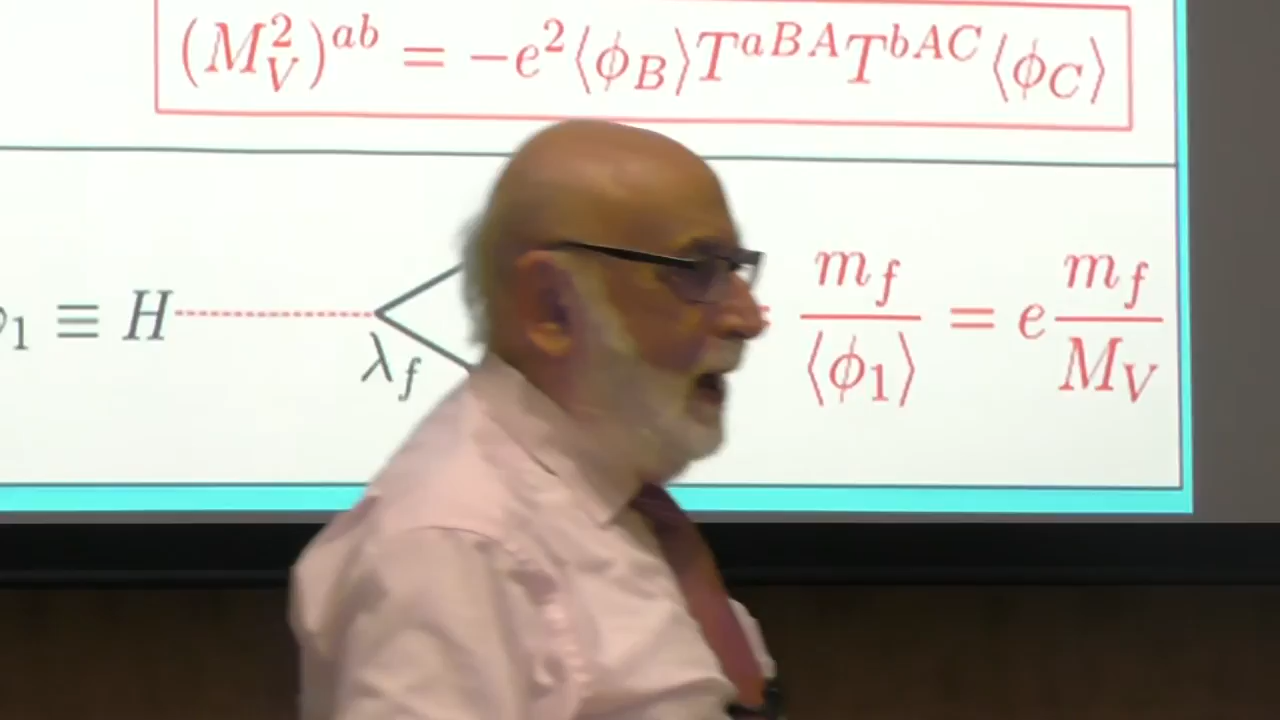 (M_V^2)^{ab} = -e^2⟨ϕ_B⟩T^{aBA}T^{bAC}⟨ϕ_C⟩
ϕ_1 ≡ H
λ_f
m_f/⟨ϕ_1⟩ = e m_f/M_V